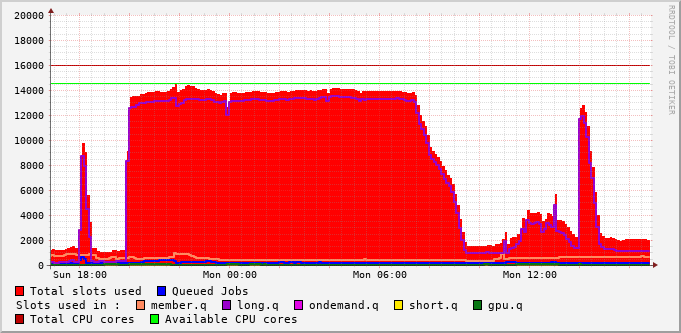 20000
18000
16000
14000
12000
10000
8000
6000
4000
2000
0
Sun 18:00 Mon 00:00 Mon 06:00 Mon 12:00
RRDTOOL / TOBI OETIKER
Total slots used Queued Jobs
Slots used in : member.q long.q ondemand.q short.q gpu.q
Total CPU cores Available CPU cores